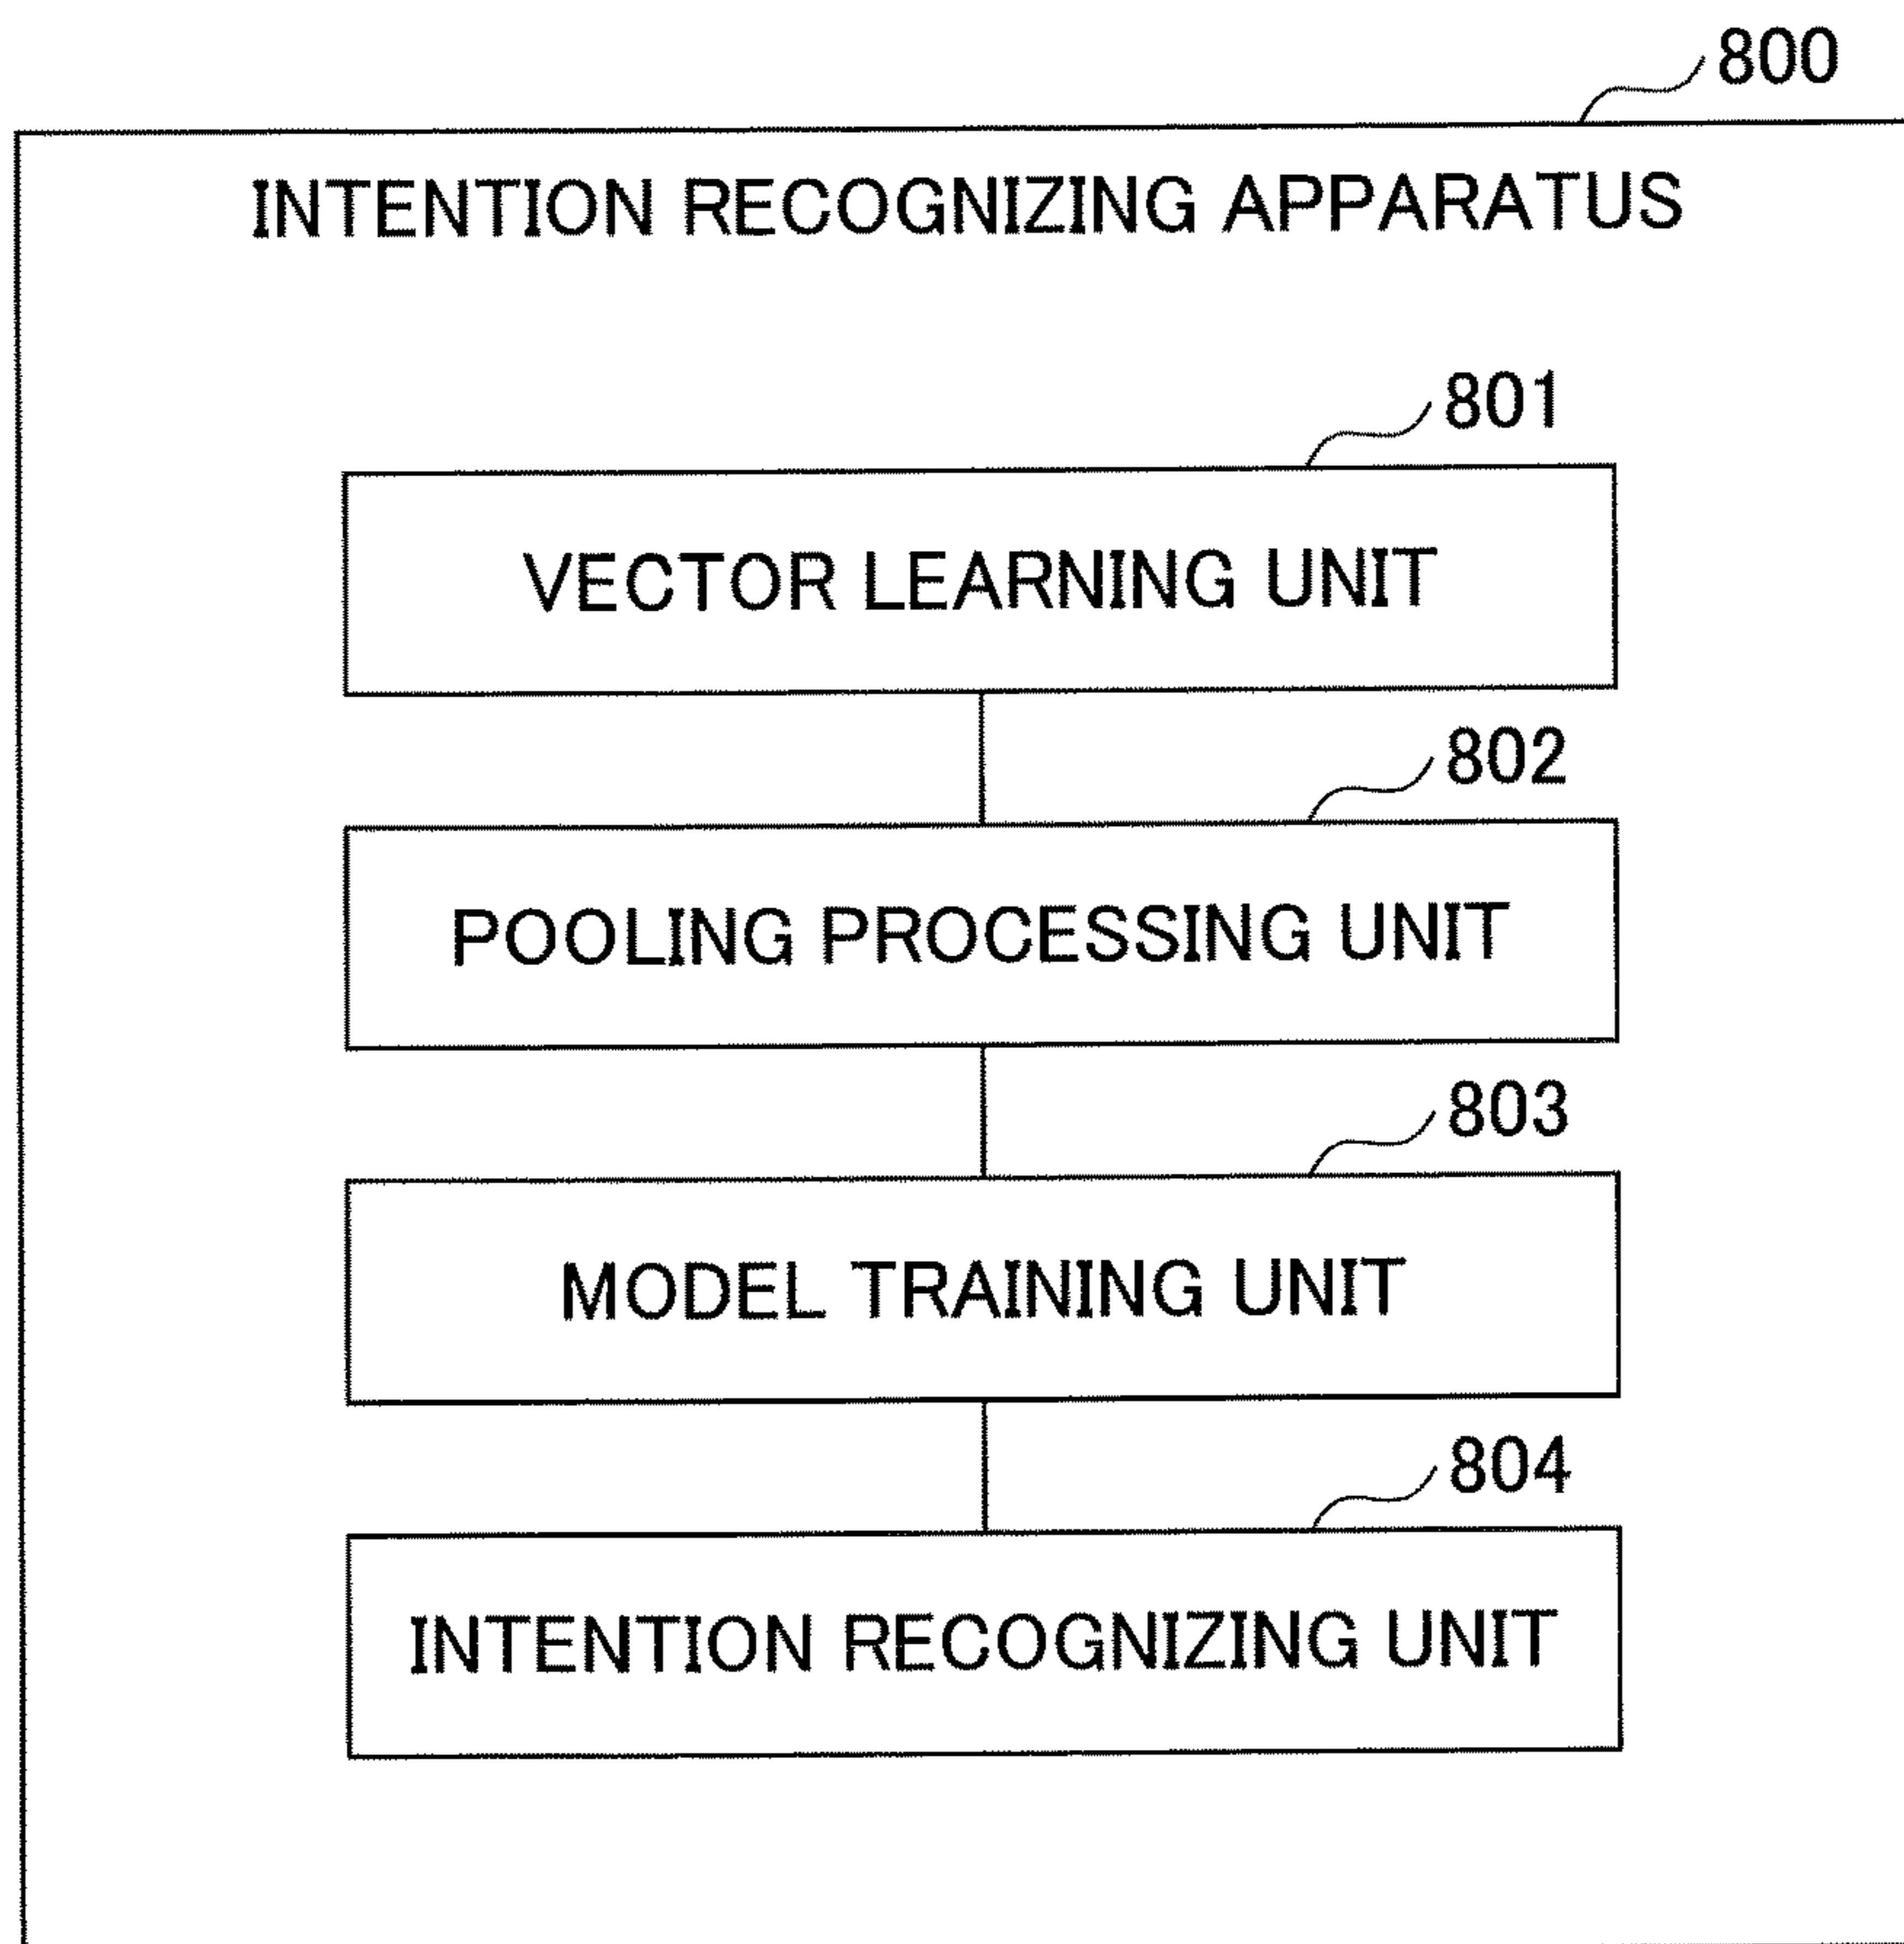 800
INTENTION RECOGNIZING APPARATUS
801
VECTOR LEARNING UNIT
802
POOLING PROCESSING UNIT
803
MODEL TRAINING UNIT
804
INTENTION RECOGNIZING UNIT